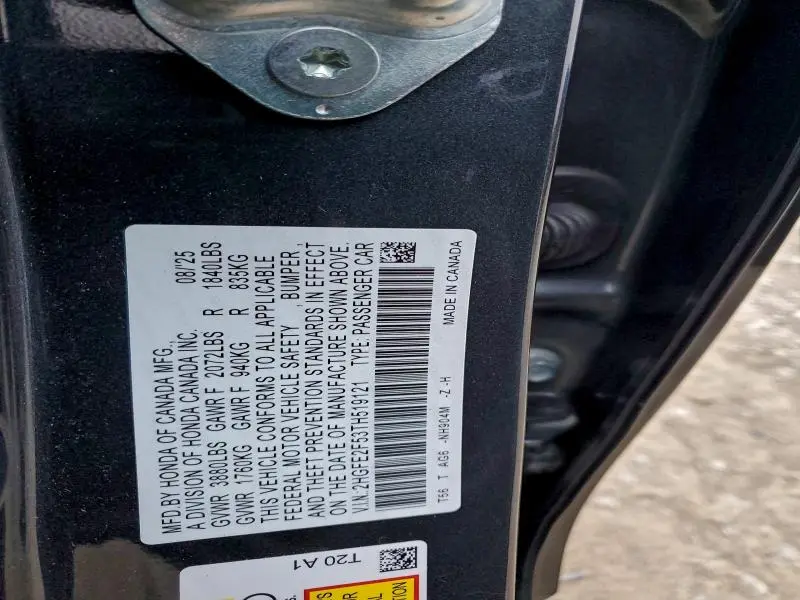 MFD.BY HONDA OF CANADA MFG.,
A DIVISION OF HONDA CANADA INC. 08/'25
GVWR 3880LBS GAWR F 2072LBS R 1840LBS
GVWR 1760KG GAWR F 940KG R 835KG
THIS VEHICLE CONFORMS TO ALL APPLICABLE
FEDERAL MOTOR VEHICLE SAFETY BUMPER,
AND THEFT PREVENTION STANDARDS IN EFFECT
ON THE DATE OF MANUFACTURE SHOWN ABOVE.
V.I.N.: 2HGFE2F53TH519121 TYPE: PASSENGER CAR
T56 T AG6 -NH904M -Z -H MADE IN CANADA
T20 A1